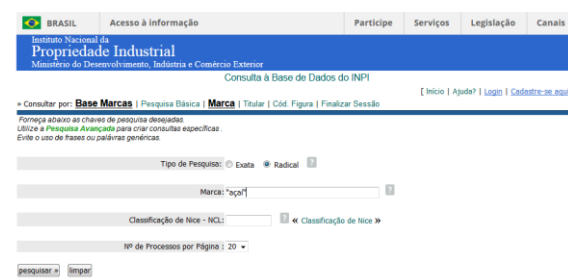 BRASIL Acesso à informação Participe Serviços Legislação Canais
Instituto Nacional da
Propriedade Industrial
Ministério do Desenvolvimento, Indústria e Comércio Exterior
Consulta à Base de Dados do INPI
[ Início | Ajuda? | Login | Cadastre-se aqui
» Consultar por: Base Marcas | Pesquisa Básica | Marca | Titular | Cód. Figura | Finalizar Sessão
Forneça abaixo as chaves de pesquisa desejadas.
Utilize a Pesquisa Avançada para criar consultas específicas .
Evite o uso de frases ou palávras genéricas.
Tipo de Pesquisa: Exata Radical ?
Marca: "açaí" ?
Classificação de Nice - NCL: ? « Classificação de Nice »
Nº de Processos por Página : 20
pesquisar » limpar